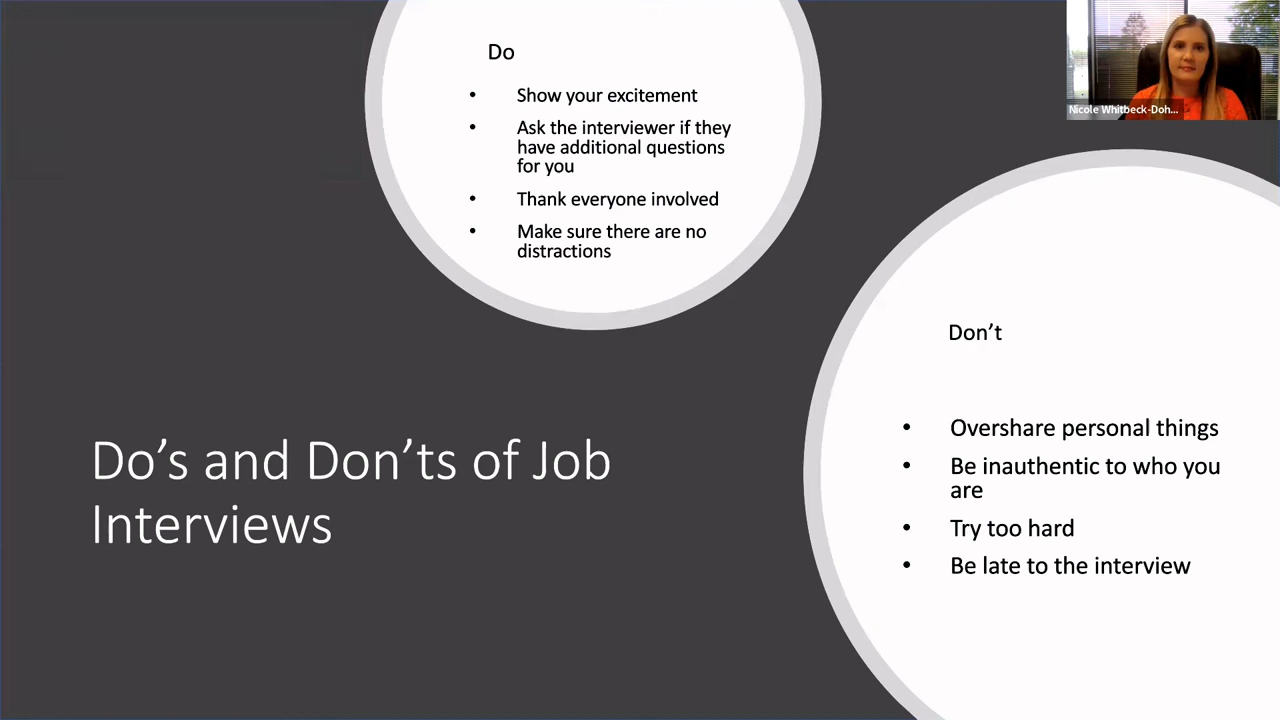 Do
• Show your excitement
• Ask the interviewer if they
have additional questions
for you
• Thank everyone involved
• Make sure there are no
distractions
Nicole Whitbeck-Doh...
Don’t
• Overshare personal things
• Be inauthentic to who you
are
• Try too hard
• Be late to the interview
Do’s and Don’ts of Job
Interviews